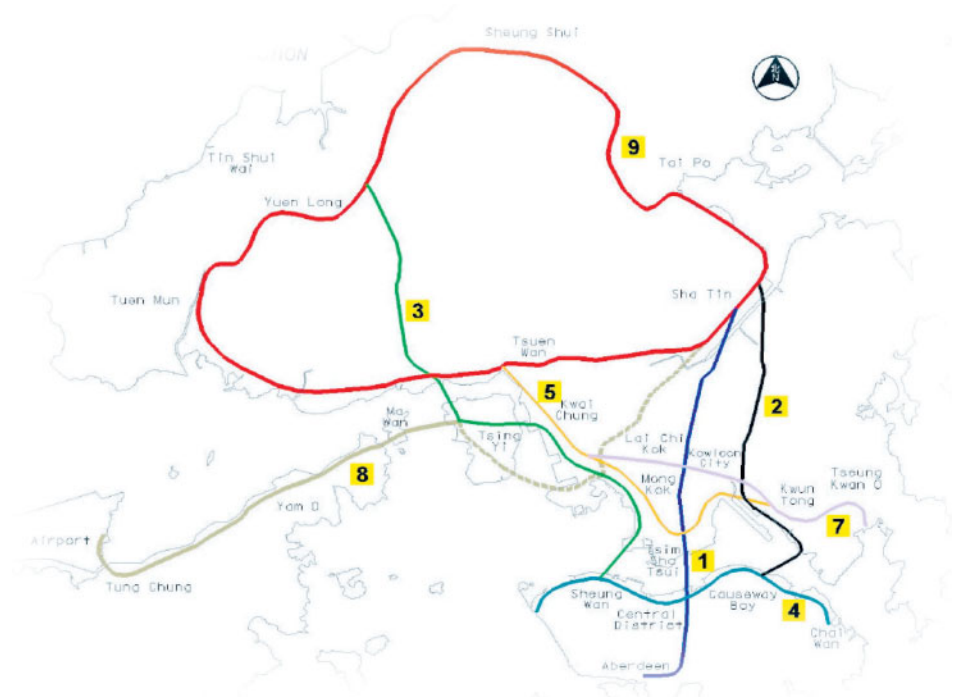 Sheung Shui
HON
N
9
Tai Po
Tin Shui
Wai
Yuen Long
Sha Tin
Tuen Mun
3
Tsuen
Wan
5
Kwai
Chung
2
Ma
Wan
Tsing
Yi
Lai Chi
Kok
Kowloon
City
8
Mong
Kok
Tseung
Kwan O
Kwun
Tong
Yam O
7
Airport
Tsim
Sha
Tsui
1
Tung Chung
Sheung
Wan
Causeway
Bay
4
Central
District
Chai
Wan
Aberdeen